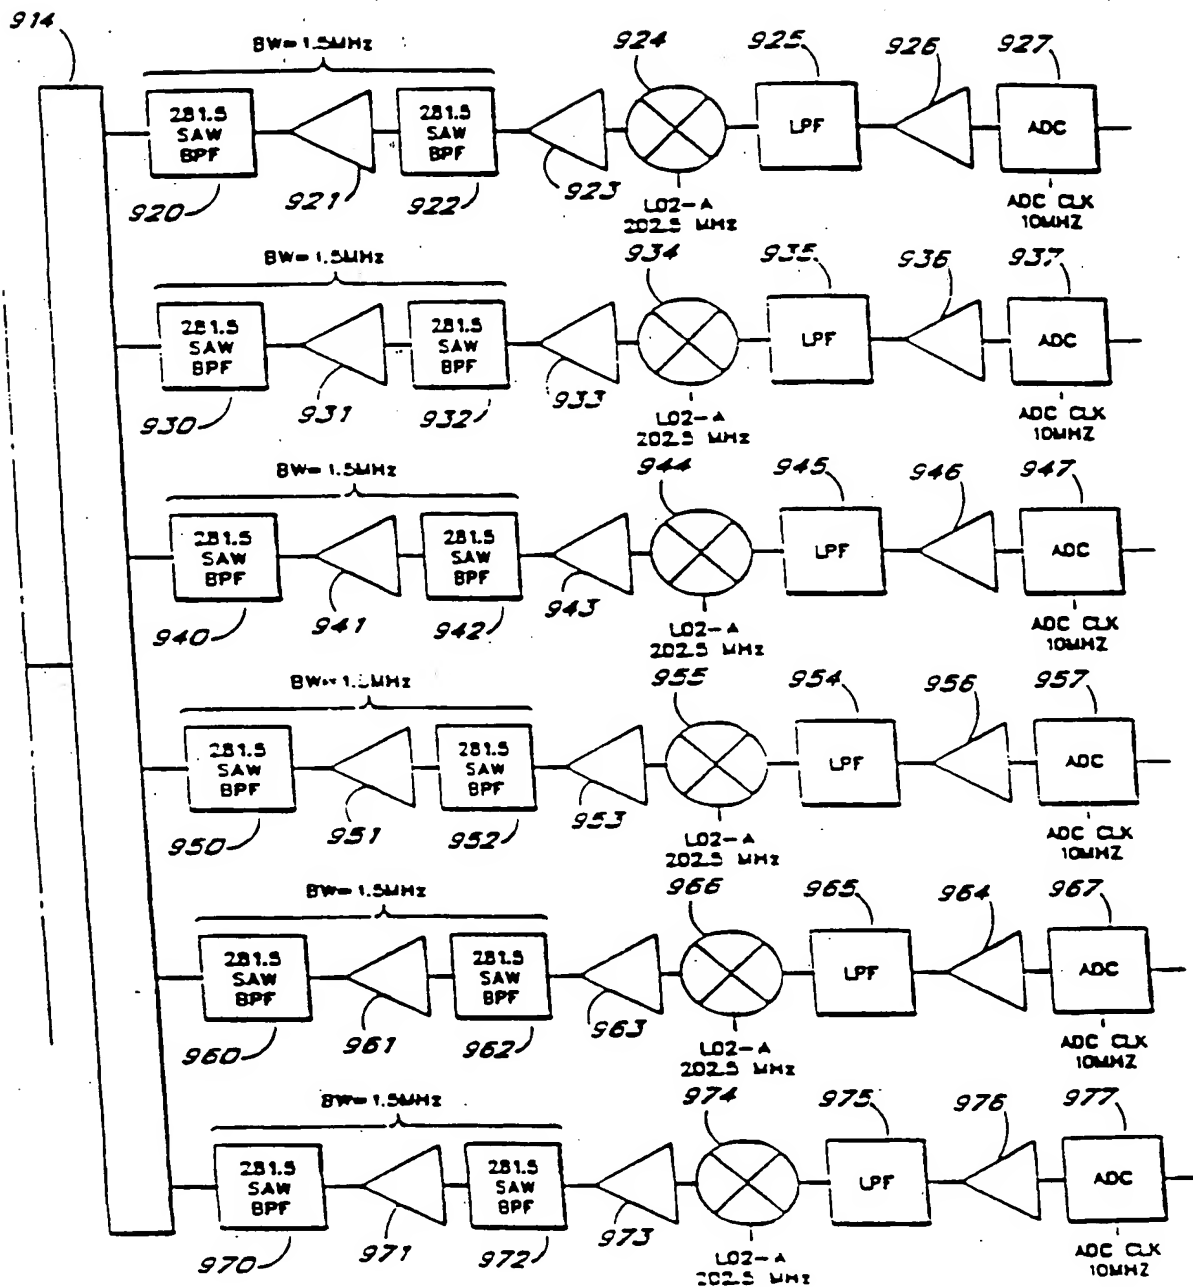 914
BW=1.5MHz
924
925
926
927
281.5
SAW
BPF
281.5
SAW
BPF
LPF
ADC
920
921
922
923
LO2-A
202.5 MHz
ADC CLK
10MHZ
BW=1.5MHz
934
935
936
937
281.5
SAW
BPF
281.5
SAW
BPF
LPF
ADC
930
931
932
933
LO2-A
202.5 MHz
ADC CLK
10MHZ
BW=1.5MHz
944
945
946
947
281.5
SAW
BPF
281.5
SAW
BPF
LPF
ADC
940
941
942
943
LO2-A
202.5 MHz
ADC CLK
10MHZ
BW=1.5MHz
955
954
956
957
281.5
SAW
BPF
281.5
SAW
BPF
LPF
ADC
950
951
952
953
LO2-A
202.5 MHz
ADC CLK
10MHZ
BW=1.5MHz
966
965
964
967
281.5
SAW
BPF
281.5
SAW
BPF
LPF
ADC
960
961
962
963
LO2-A
202.5 MHz
ADC CLK
10MHZ
BW=1.5MHz
974
975
976
977
281.5
SAW
BPF
281.5
SAW
BPF
LPF
ADC
970
971
972
973
LO2-A
202.5 MHz
ADC CLK
10MHZ